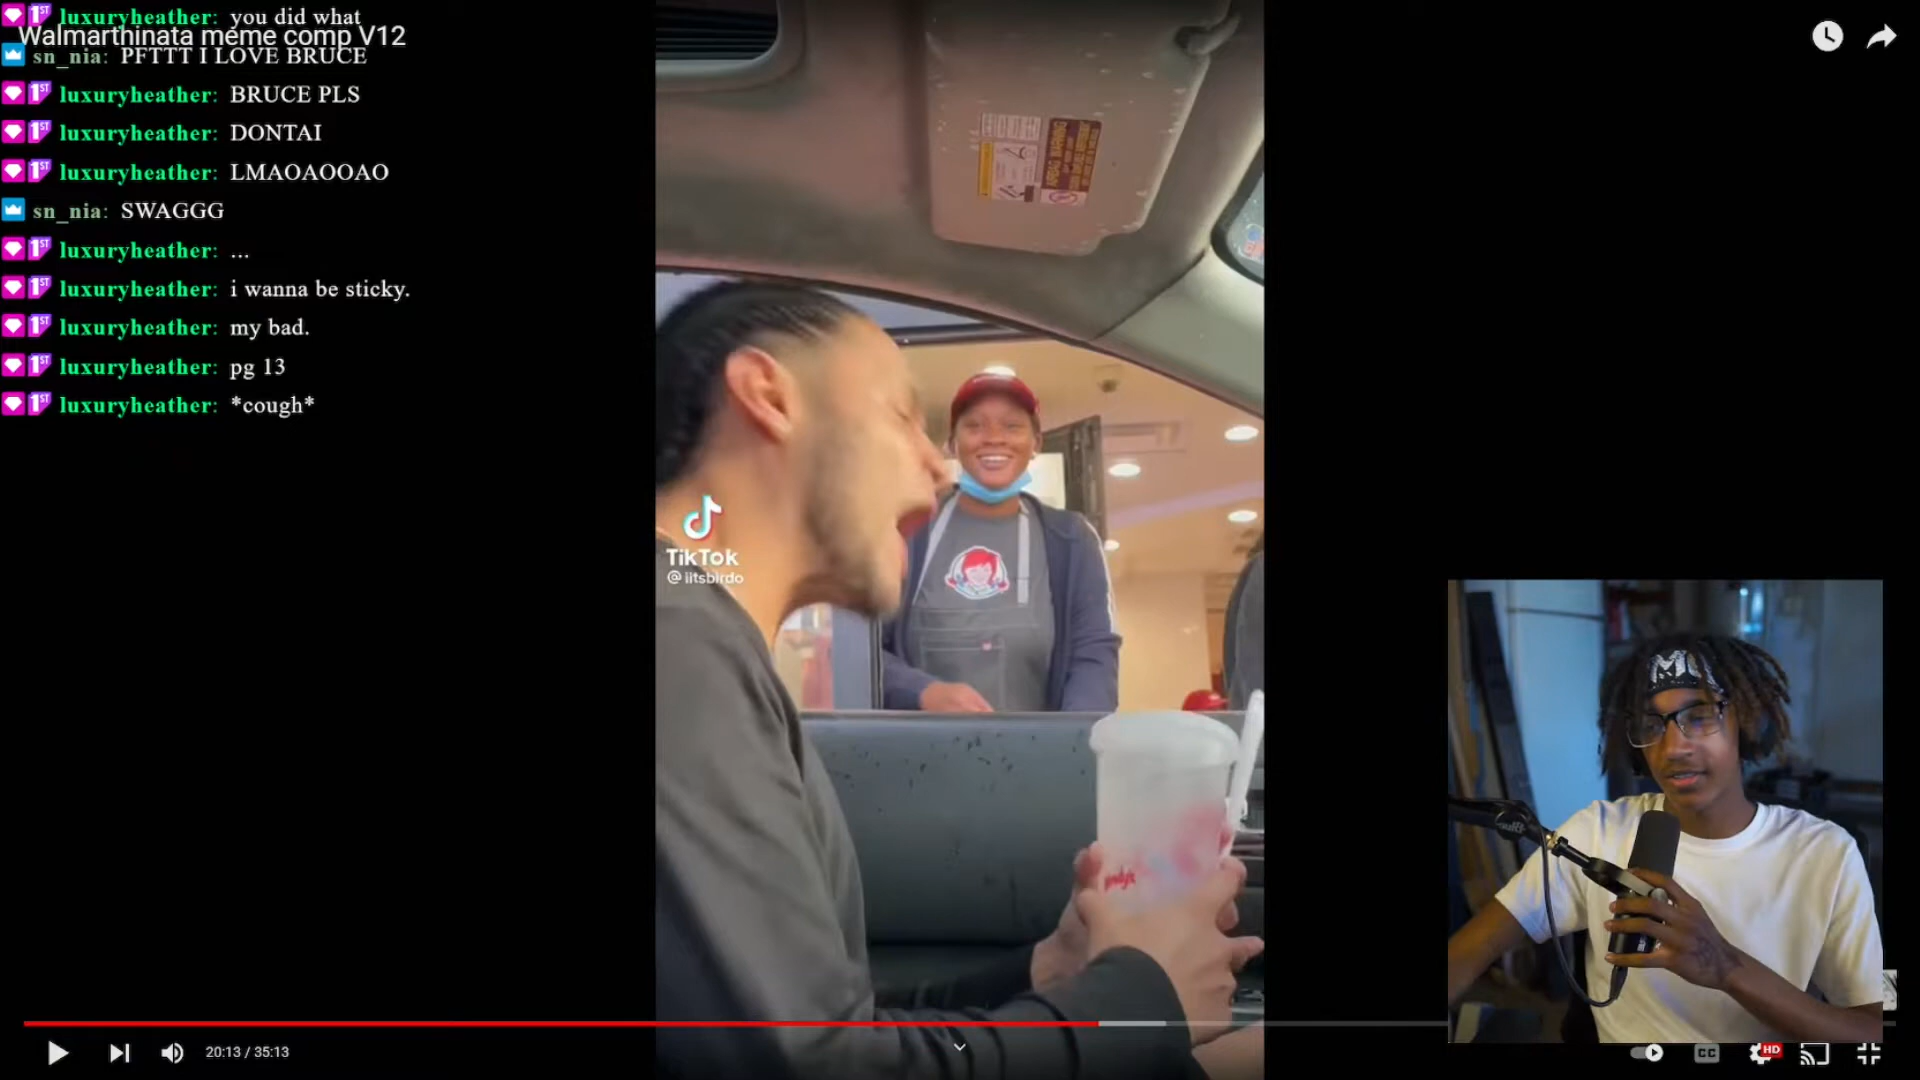 luxuryheather: you did what
Walmarthinata meme comp V12
sn_nia: PFTTT I LOVE BRUCE
luxuryheather: BRUCE PLS
luxuryheather: DONTAI
luxuryheather: LMAOAOOAO
sn_nia: SWAGGG
luxuryheather: ...
luxuryheather: i wanna be sticky.
luxuryheather: my bad.
luxuryheather: pg 13
luxuryheather: *cough*
TikTok
@iitsbirdo
20:13 / 35:13
CC
HD